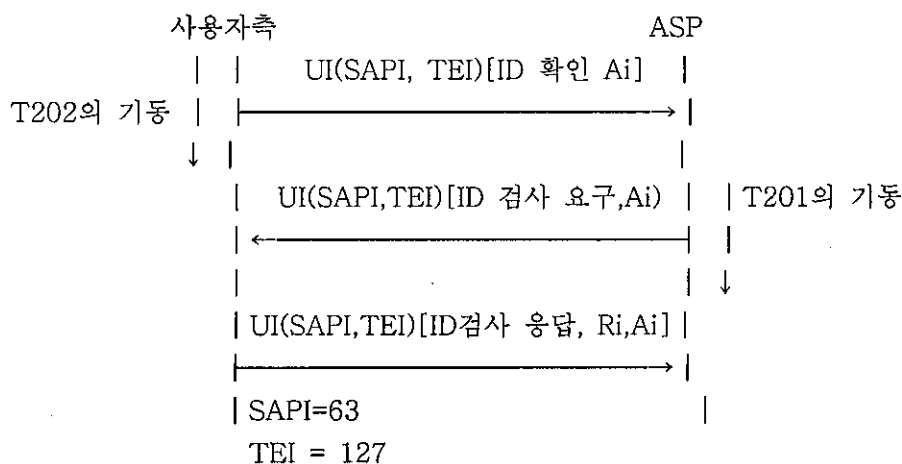 사용자측 ASP
UI(SAPI, TEI)[ID 확인 Ai]
T202의 기동
UI(SAPI,TEI)[ID 검사 요구,Ai)
T201의 기동
UI(SAPI,TEI)[ID검사 응답, Ri,Ai]
SAPI=63
TEI = 127